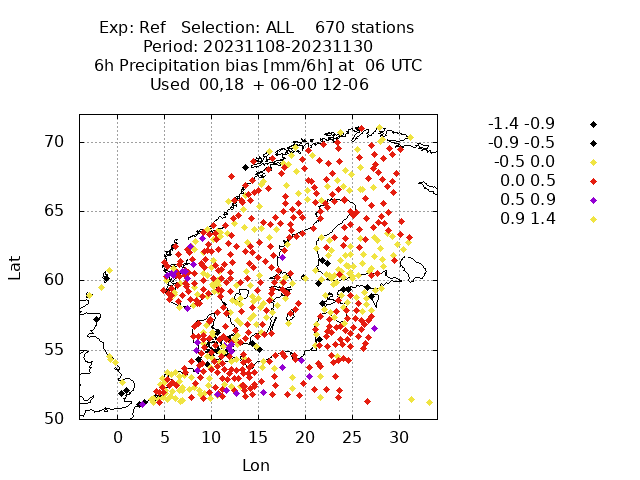 Exp: Ref   Selection: ALL    670 stations
Period: 20231108-20231130
6h Precipitation bias [mm/6h] at  06 UTC
Used  00,18  + 06-00 12-06
-1.4 -0.9
-0.9 -0.5
-0.5 0.0
0.0 0.5
0.5 0.9
0.9 1.4
70
65
60
55
50
Lat
0 5 10 15 20 25 30
Lon